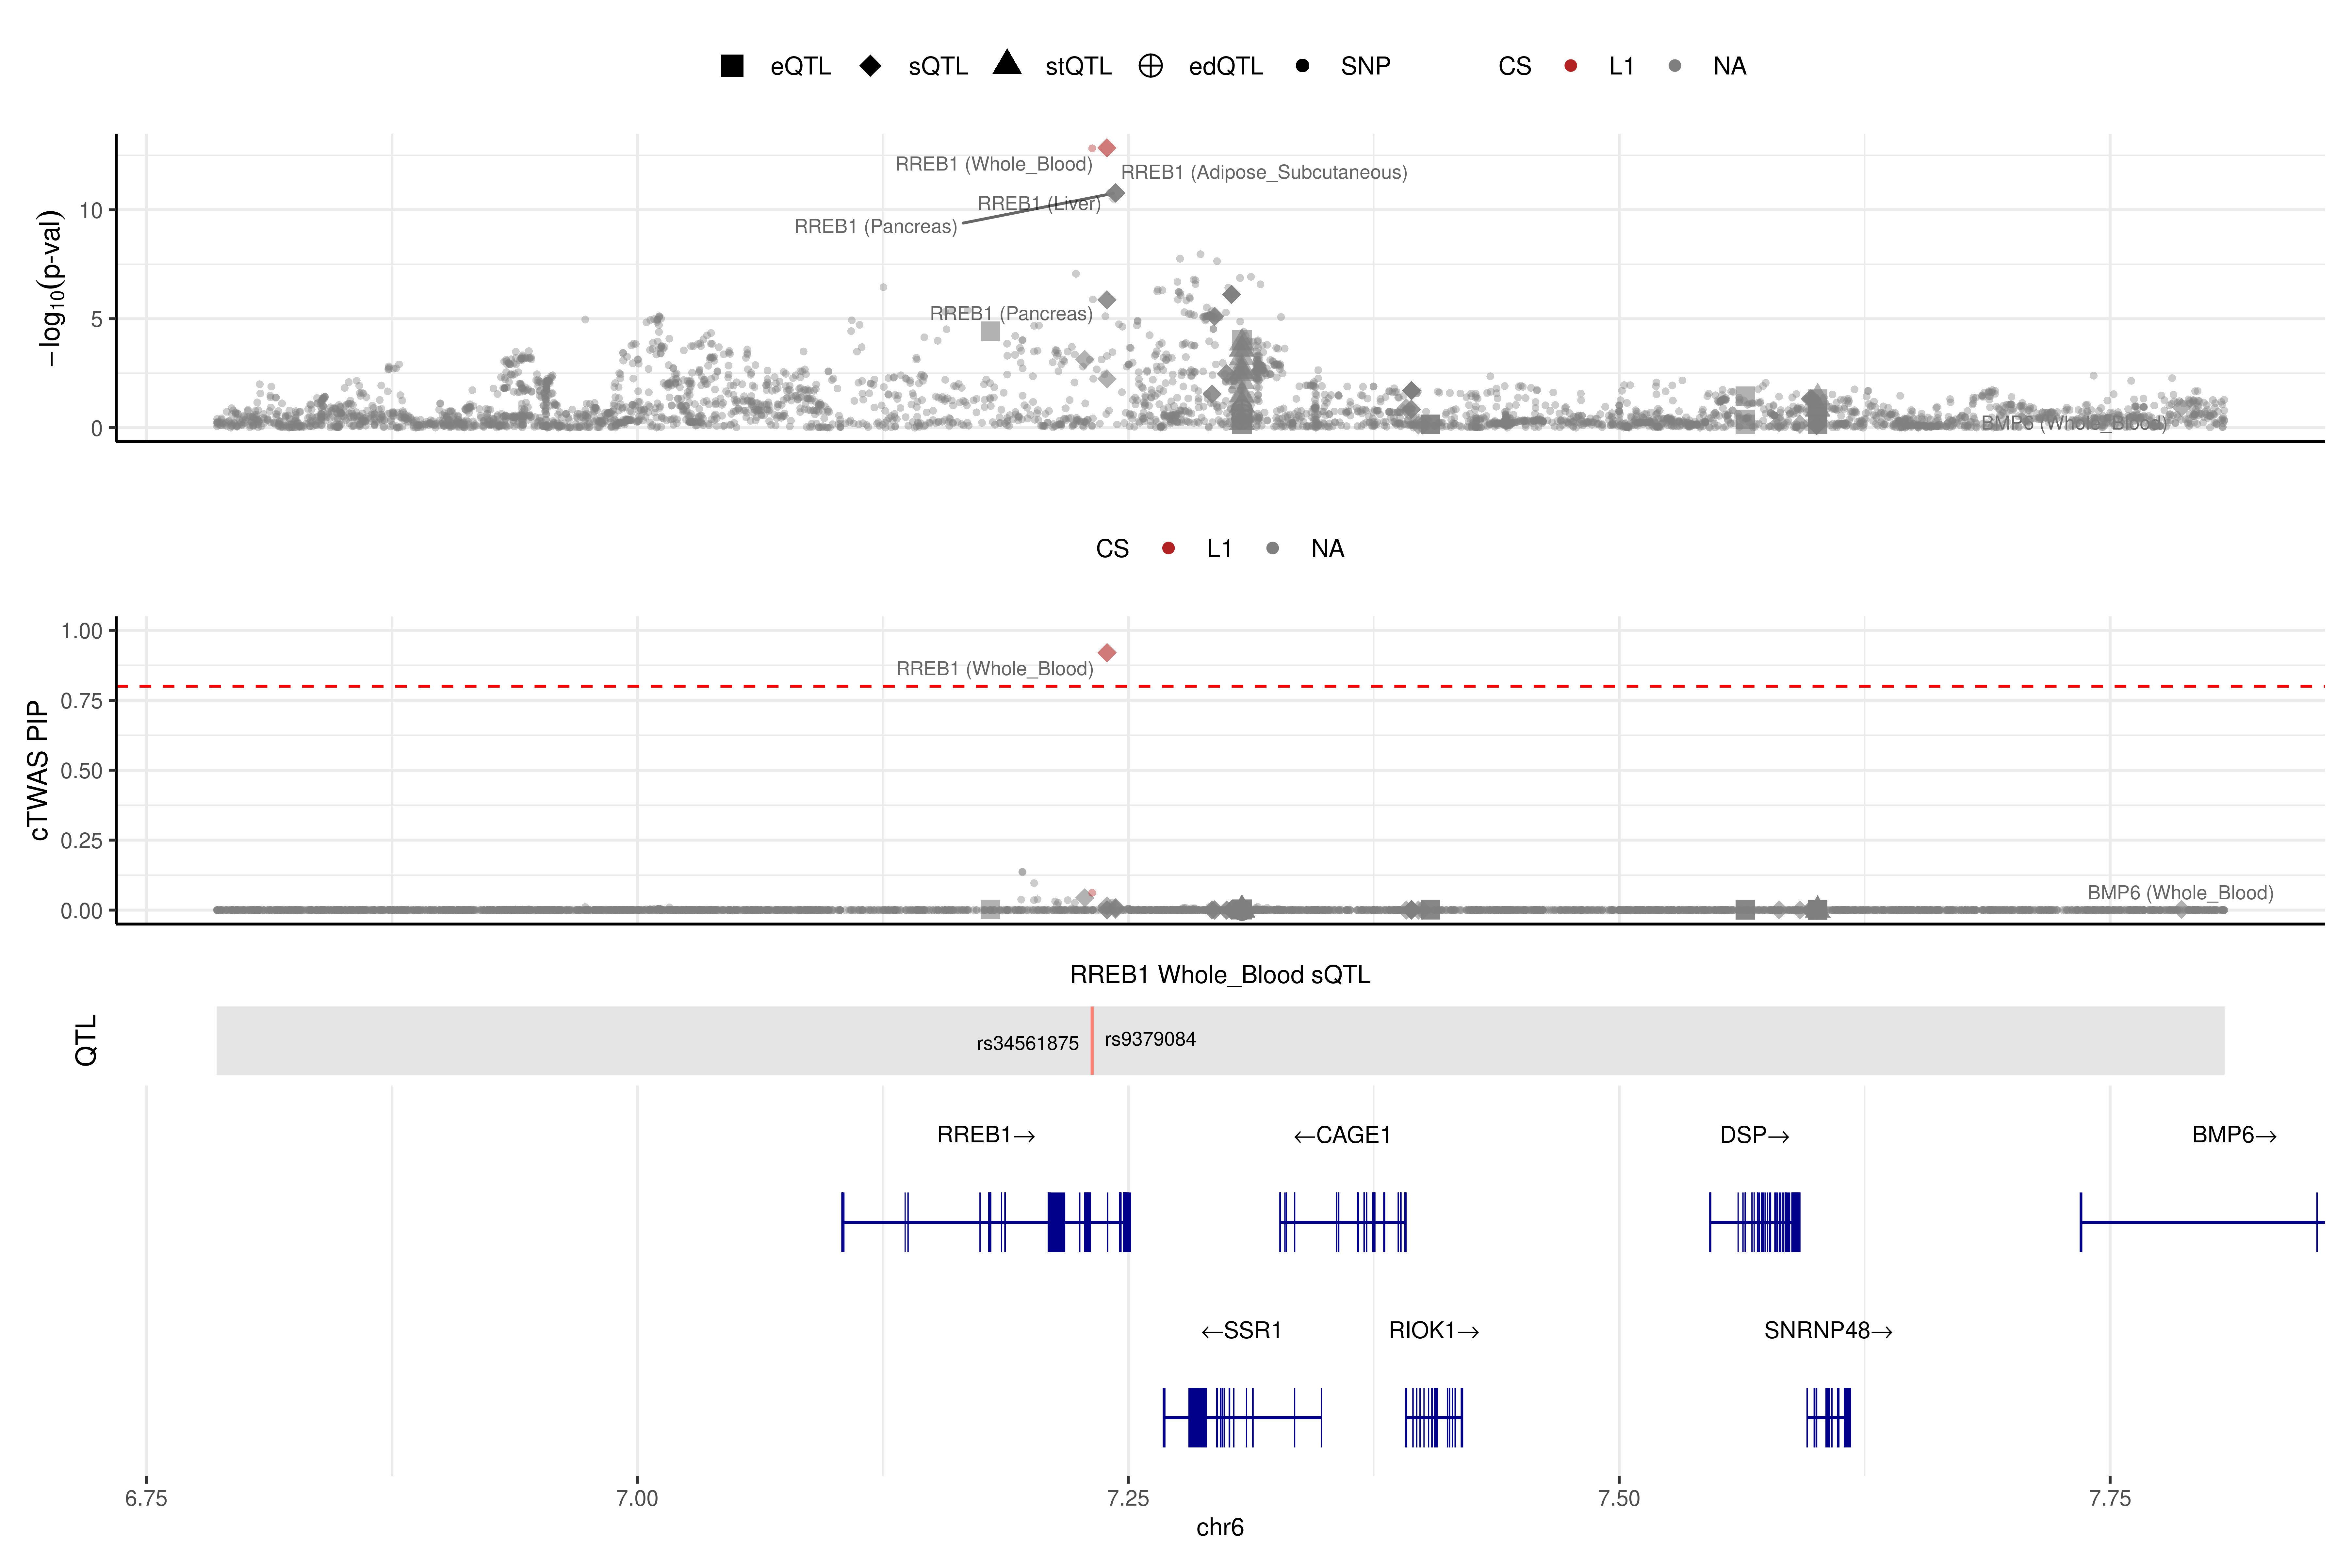 eQTL sQTL stQTL edQTL SNP CS L1 NA
RREB1 (Whole_Blood)
RREB1 (Adipose_Subcutaneous)
RREB1 (Liver)
RREB1 (Pancreas)
RREB1 (Pancreas)
BMP6 (Whole_Blood)
−log10(p-val)
10
5
0
CS L1 NA
RREB1 (Whole_Blood)
BMP6 (Whole_Blood)
cTWAS PIP
1.00
0.75
0.50
0.25
0.00
RREB1 Whole_Blood sQTL
QTL
rs34561875 rs9379084
RREB1→ ←CAGE1 DSP→ BMP6→
←SSR1 RIOK1→ SNRNP48→
6.75 7.00 7.25 7.50 7.75
chr6